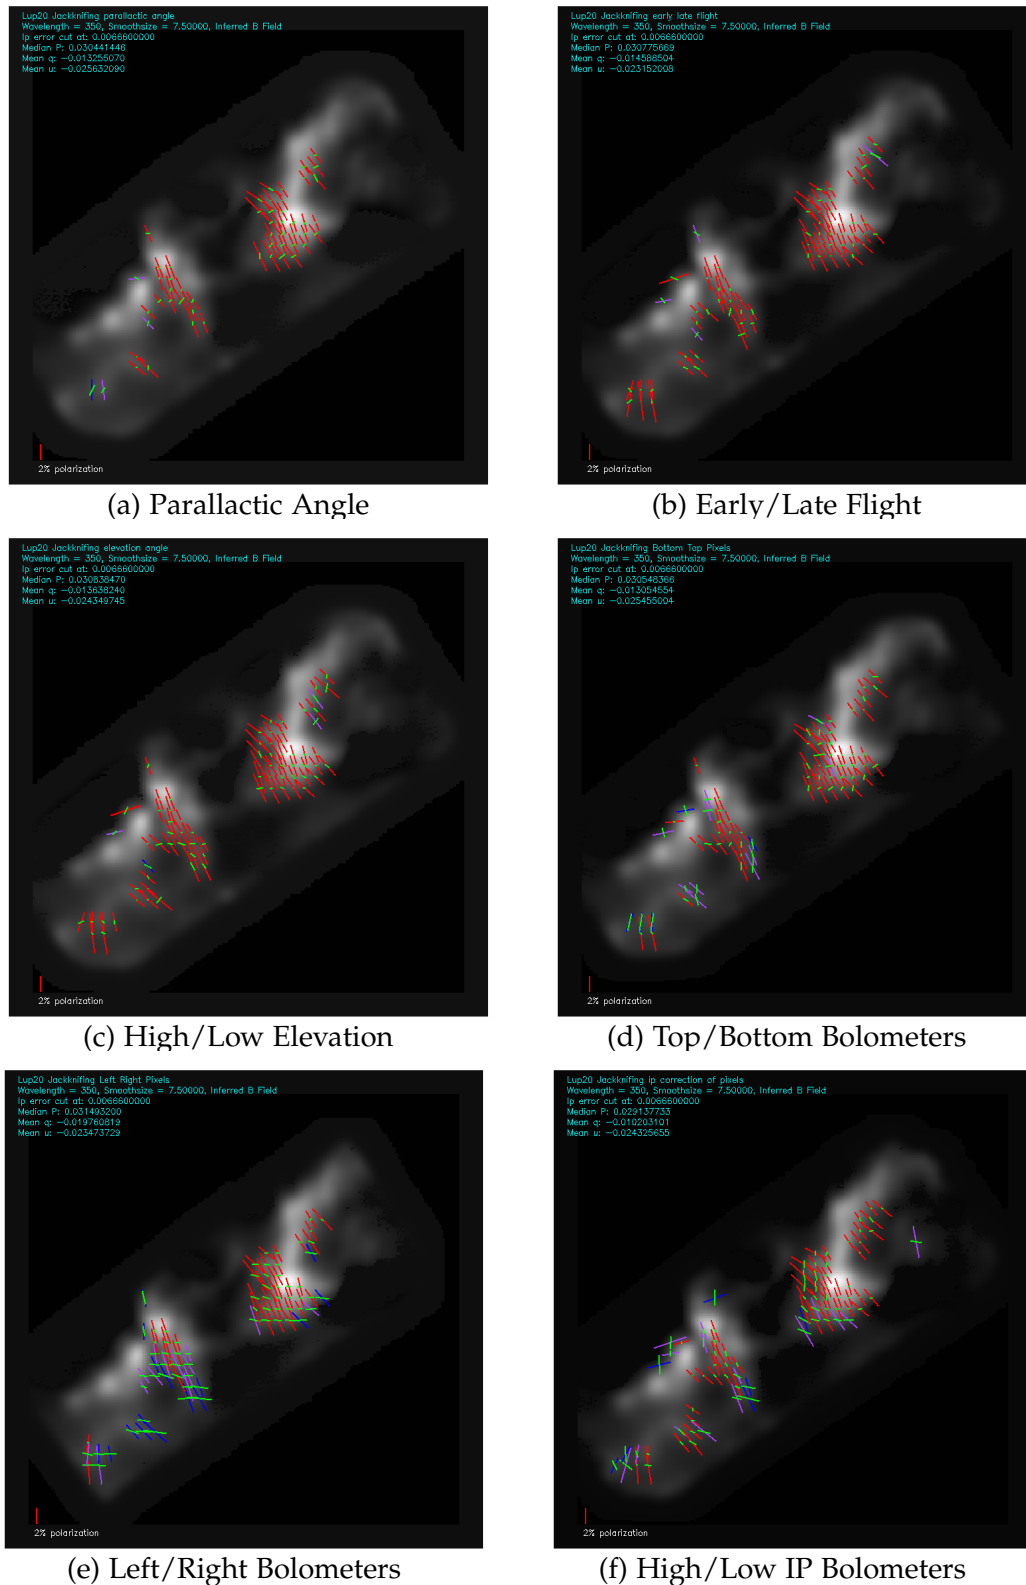 Lup20 Jackknifing parallactic angle
Wavelength = 350, Smoothsize = 7.50000, Inferred B Field
Ip error cut at: 0.0066600000
Median P: 0.030441446
Mean q: −0.013255070
Mean u: −0.025632090
2% polarization
(a) Parallactic Angle
Lup20 Jackknifing early late flight
Wavelength = 350, Smoothsize = 7.50000, Inferred B Field
Ip error cut at: 0.0066600000
Median P: 0.030775669
Mean q: −0.014588504
Mean u: −0.023152008
2% polarization
(b) Early/Late Flight
Lup20 Jackknifing elevation angle
Wavelength = 350, Smoothsize = 7.50000, Inferred B Field
Ip error cut at: 0.0066600000
Median P: 0.030838470
Mean q: −0.013638240
Mean u: −0.024349745
2% polarization
(c) High/Low Elevation
Lup20 Jackknifing Bottom Top Pixels
Wavelength = 350, Smoothsize = 7.50000, Inferred B Field
Ip error cut at: 0.0066600000
Median P: 0.030548366
Mean q: −0.013054554
Mean u: −0.025455004
2% polarization
(d) Top/Bottom Bolometers
Lup20 Jackknifing Left Right Pixels
Wavelength = 350, Smoothsize = 7.50000, Inferred B Field
Ip error cut at: 0.0066600000
Median P: 0.031493200
Mean q: −0.019760819
Mean u: −0.023473729
2% polarization
(e) Left/Right Bolometers
Lup20 Jackknifing ip correction of pixels
Wavelength = 350, Smoothsize = 7.50000, Inferred B Field
Ip error cut at: 0.0066600000
Median P: 0.029137733
Mean q: −0.010203101
Mean u: −0.024325655
2% polarization
(f) High/Low IP Bolometers